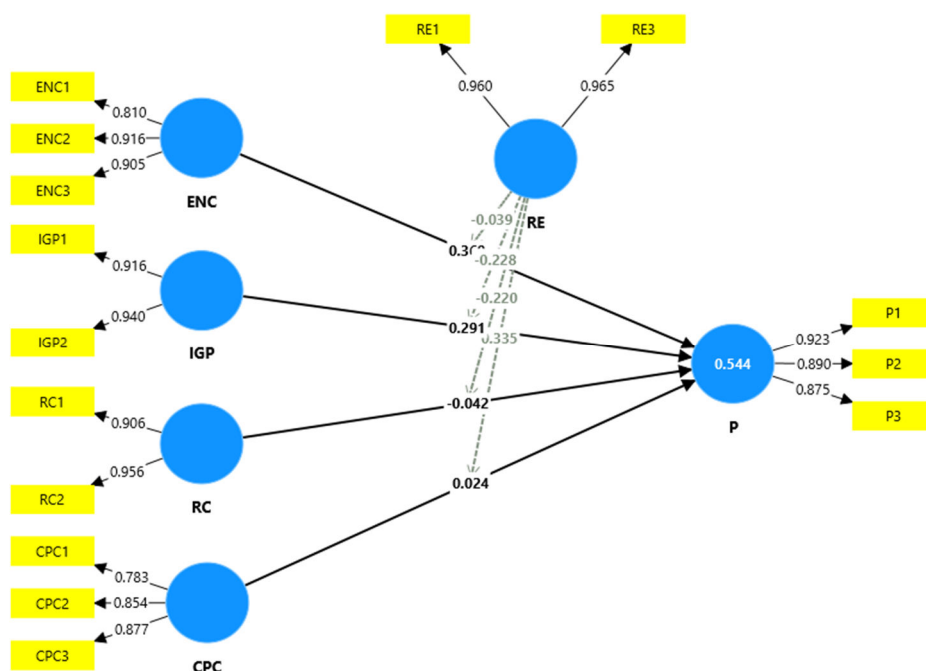 RE1
RE3
0.960
0.965
ENC1
0.810
ENC2
0.916
ENC3
0.905
ENC
RE
-0.039
-0.228
-0.220
IGP1
0.916
IGP2
0.940
IGP
0.291
RC1
0.906
RC2
0.956
RC
-0.042
CPC1
0.783
CPC2
0.854
CPC3
0.877
CPC
0.024
0.544
P
P1
0.923
P2
0.890
P3
0.875